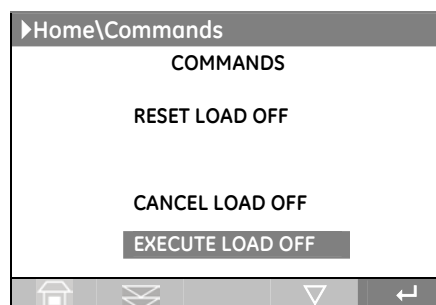 Home\Commands
COMMANDS
RESET LOAD OFF
CANCEL LOAD OFF
EXECUTE LOAD OFF